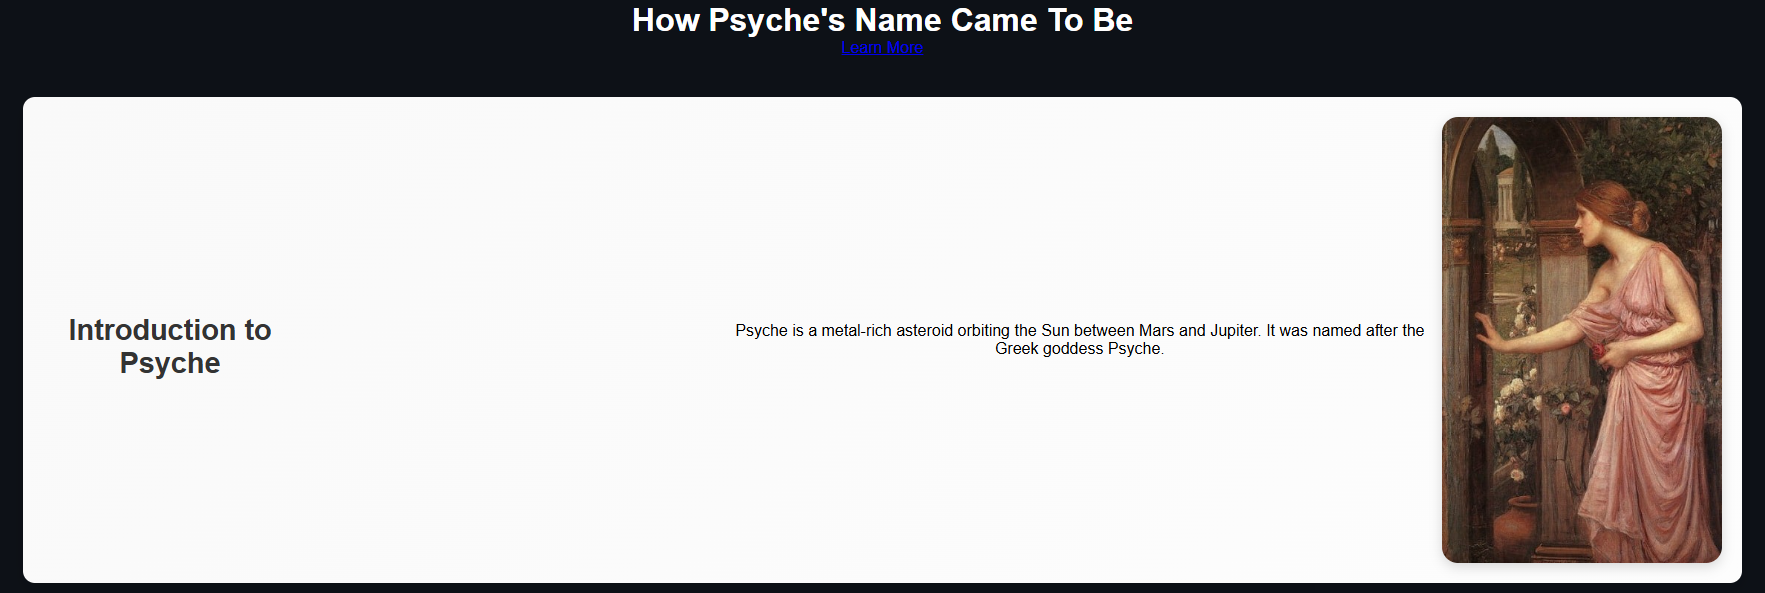 How Psyche's Name Came To Be
Learn More
Introduction to
Psyche
Psyche is a metal-rich asteroid orbiting the Sun between Mars and Jupiter. It was named after the
Greek goddess Psyche.